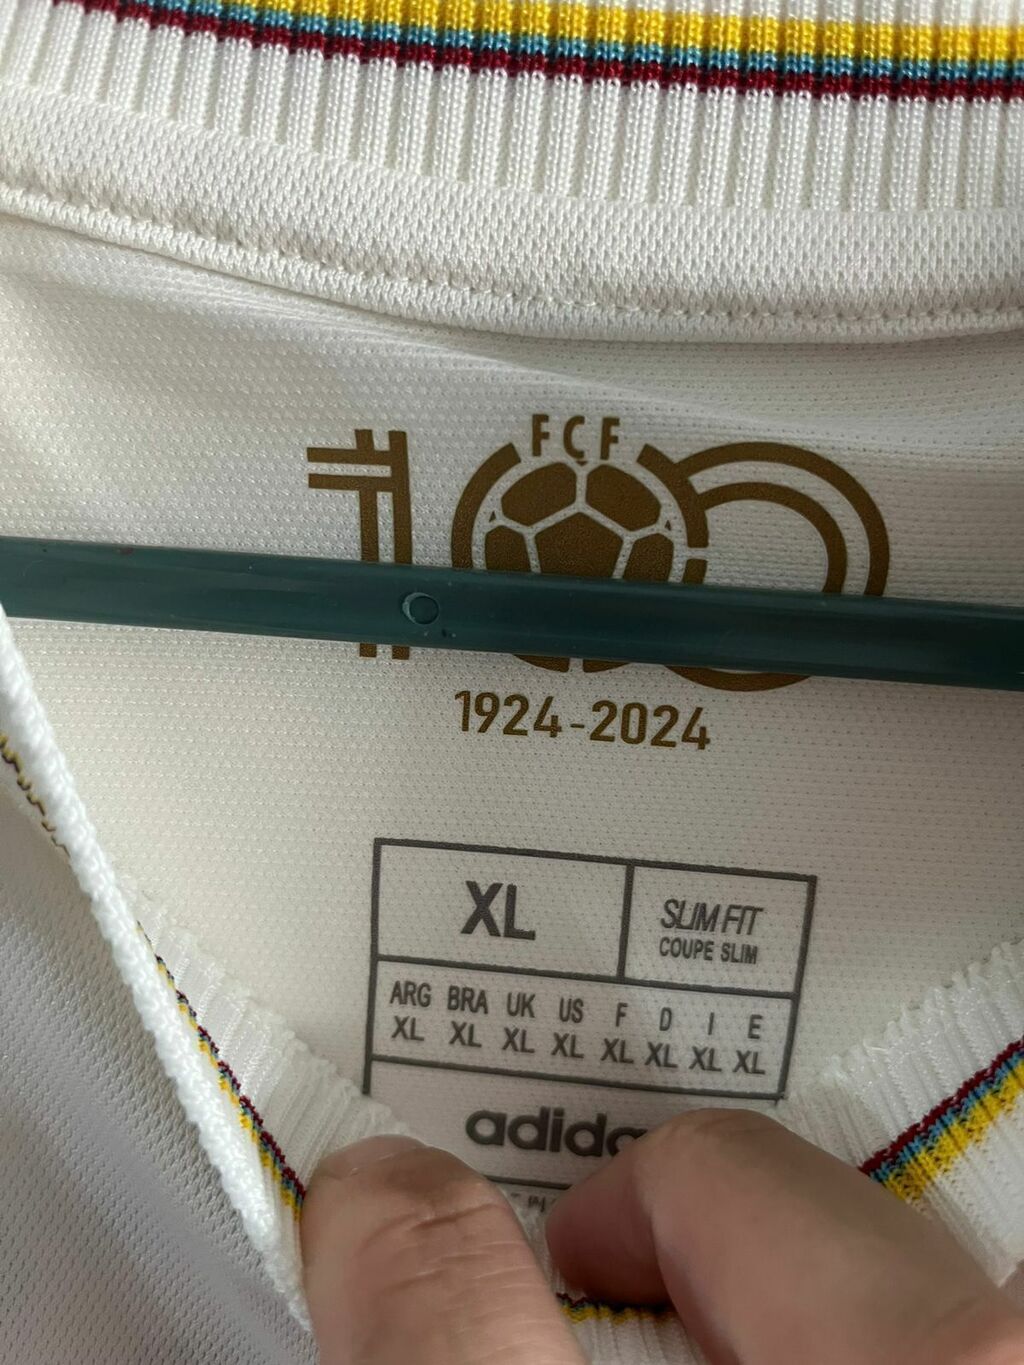 FCF
100
1924-2024
XL
SLIM FIT
COUPE SLIM
ARG BRA UK US F D I E
XL XL XL XL XL XL XL XL